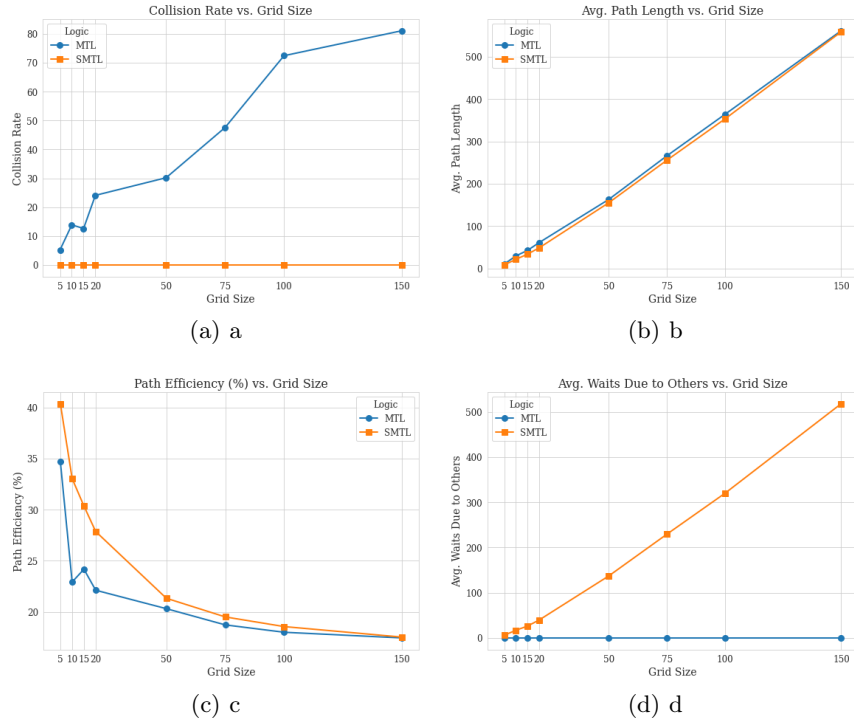 Collision Rate vs. Grid Size
Logic
MTL
SMTL
80
70
60
50
40
30
20
10
0
Collision Rate
5 10 15 20 50 75 100 150
Grid Size
(a) a
Avg. Path Length vs. Grid Size
Logic
MTL
SMTL
500
400
300
200
100
0
Avg. Path Length
5 10 15 20 50 75 100 150
Grid Size
(b) b
Path Efficiency (%) vs. Grid Size
Logic
MTL
SMTL
40
35
30
25
20
Path Efficiency (%)
5 10 15 20 50 75 100 150
Grid Size
(c) c
Avg. Waits Due to Others vs. Grid Size
Logic
MTL
SMTL
500
400
300
200
100
0
Avg. Waits Due to Others
5 10 15 20 50 75 100 150
Grid Size
(d) d